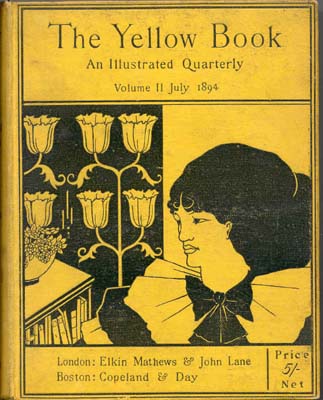 The Yellow Book
An Illustrated Quarterly
Volume II July 1894
London: Elkin Mathews & John Lane
Boston: Copeland & Day
Price
5/-
Net